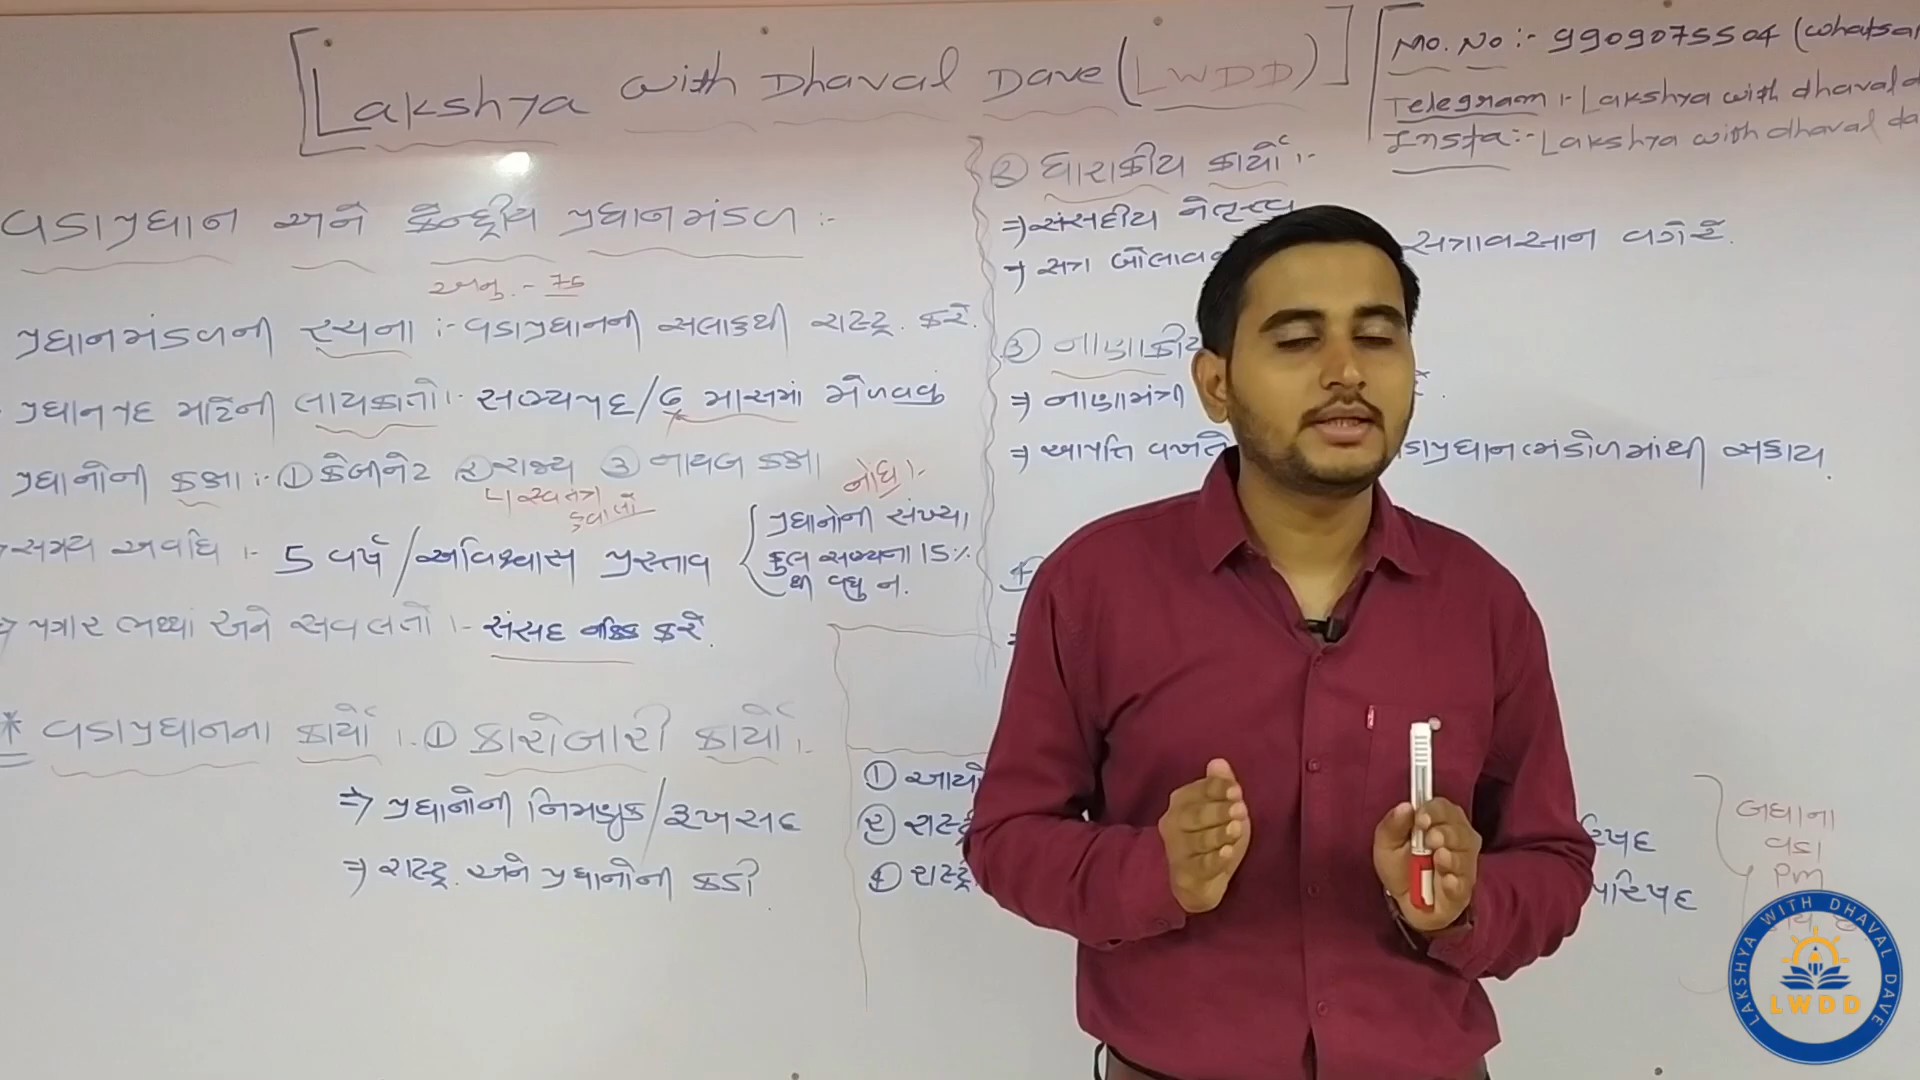 [Lakshya with Dhaval Dave (LWDD)]
Mo. No :- 9909075504 (whatsa
Telegram :- Lakshya with dhaval d
Insta :- Lakshya with dhaval da
વડાપ્રધાન અને કેન્દ્રીય પ્રધાનમંડળ :-
અનુ. - 75
પ્રધાનમંડળની રચના :- વડાપ્રધાનની સલાહથી રાષ્ટ્ર. કરે.
પ્રધાનપદ માટેની લાયકાતો :- સભ્યપદ/૬ માસમાં મેળવવું
પ્રધાનોની કક્ષા :- ① કેબીનેટ ② રાજ્ય ③ નાયબ કક્ષા
સ્વતંત્ર
હવાલો
સમય અવધિ :- 5 વર્ષ/અવિશ્વાસ પ્રસ્તાવ
નોંધ :-
પ્રધાનોની સંખ્યા
કુલ સભ્યના 15%
થી વધુ ન.
પગાર ભથ્થાં અને સવલતો :- સંસદ નક્કિ કરે.
* વડાપ્રધાનના કાર્યો :- ① કારોબારી કાર્યો :-
⇒ પ્રધાનોની નિમણૂક/રૂખસદ
⇒ રાષ્ટ્ર. અને પ્રધાનોની કડી.
② ધારાકીય કાર્યો :-
⇒ સંસદીય નેતૃત્વ
⇒ સત્ર બોલાવ સત્રાવસાન વગેરે.
③ નાણાકીય
⇒ નાણામંત્રી
⇒ આપત્તિ વખતે ડાપ્રધાન ભંડોળમાંથી સહાય.
④
① આયો
② રાષ્ટ્રી રિષદ
④ રાષ્ટ્રી પરિષદ
બધાના
વડા
PM
LAKSHYA WITH DHAVAL DAVE
LWDD